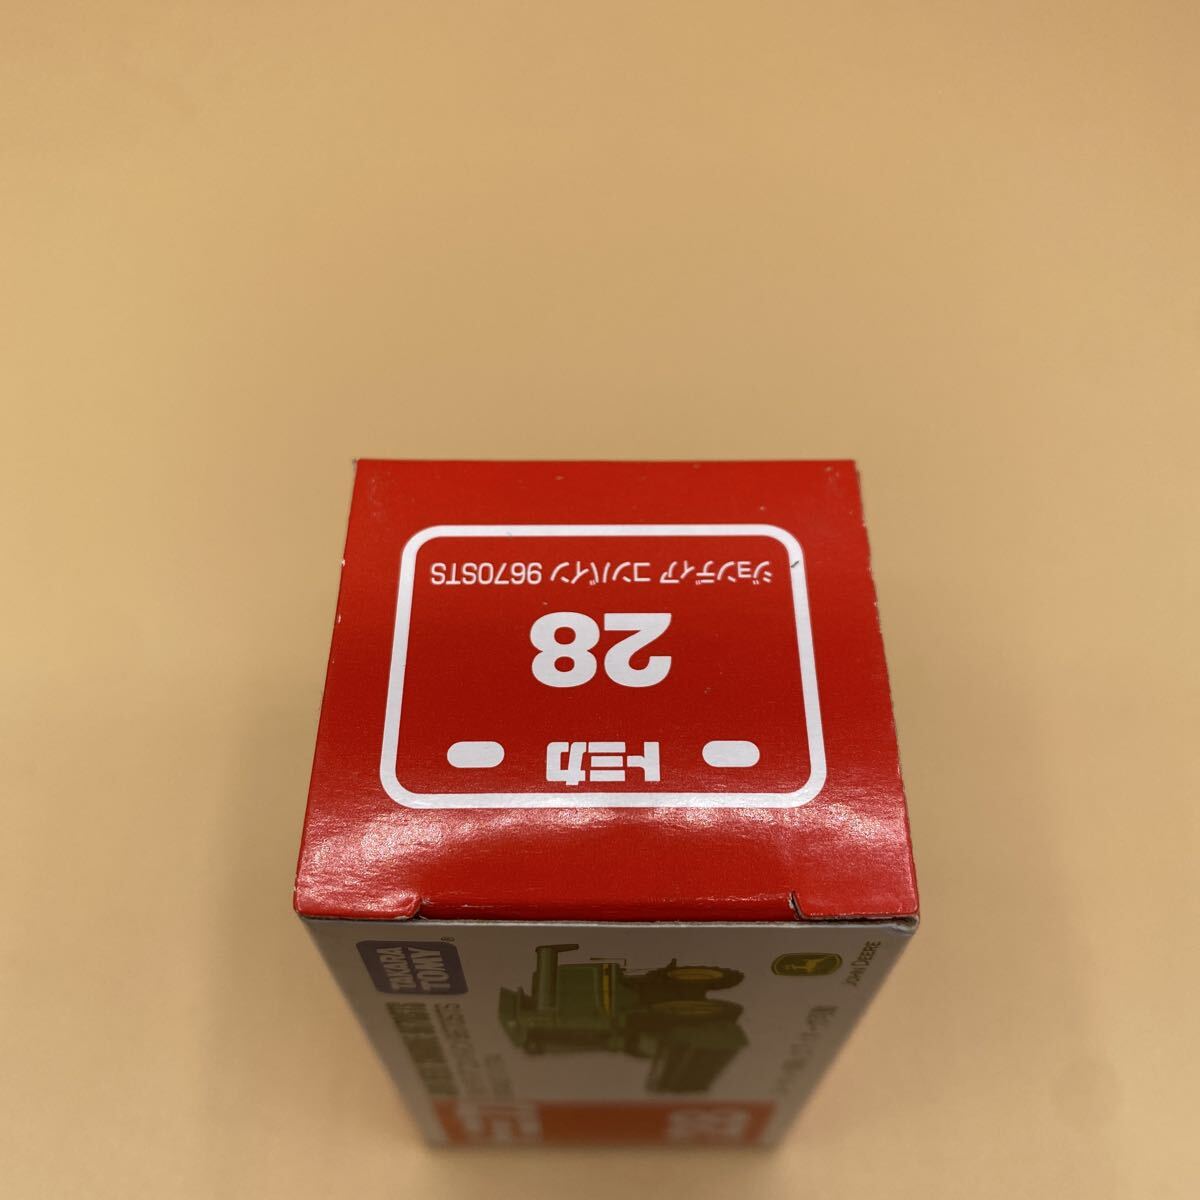 トミカ
28
ジョンディア コンバイン 9670STS
TAKARA
TOMY®
JOHN DEERE
28